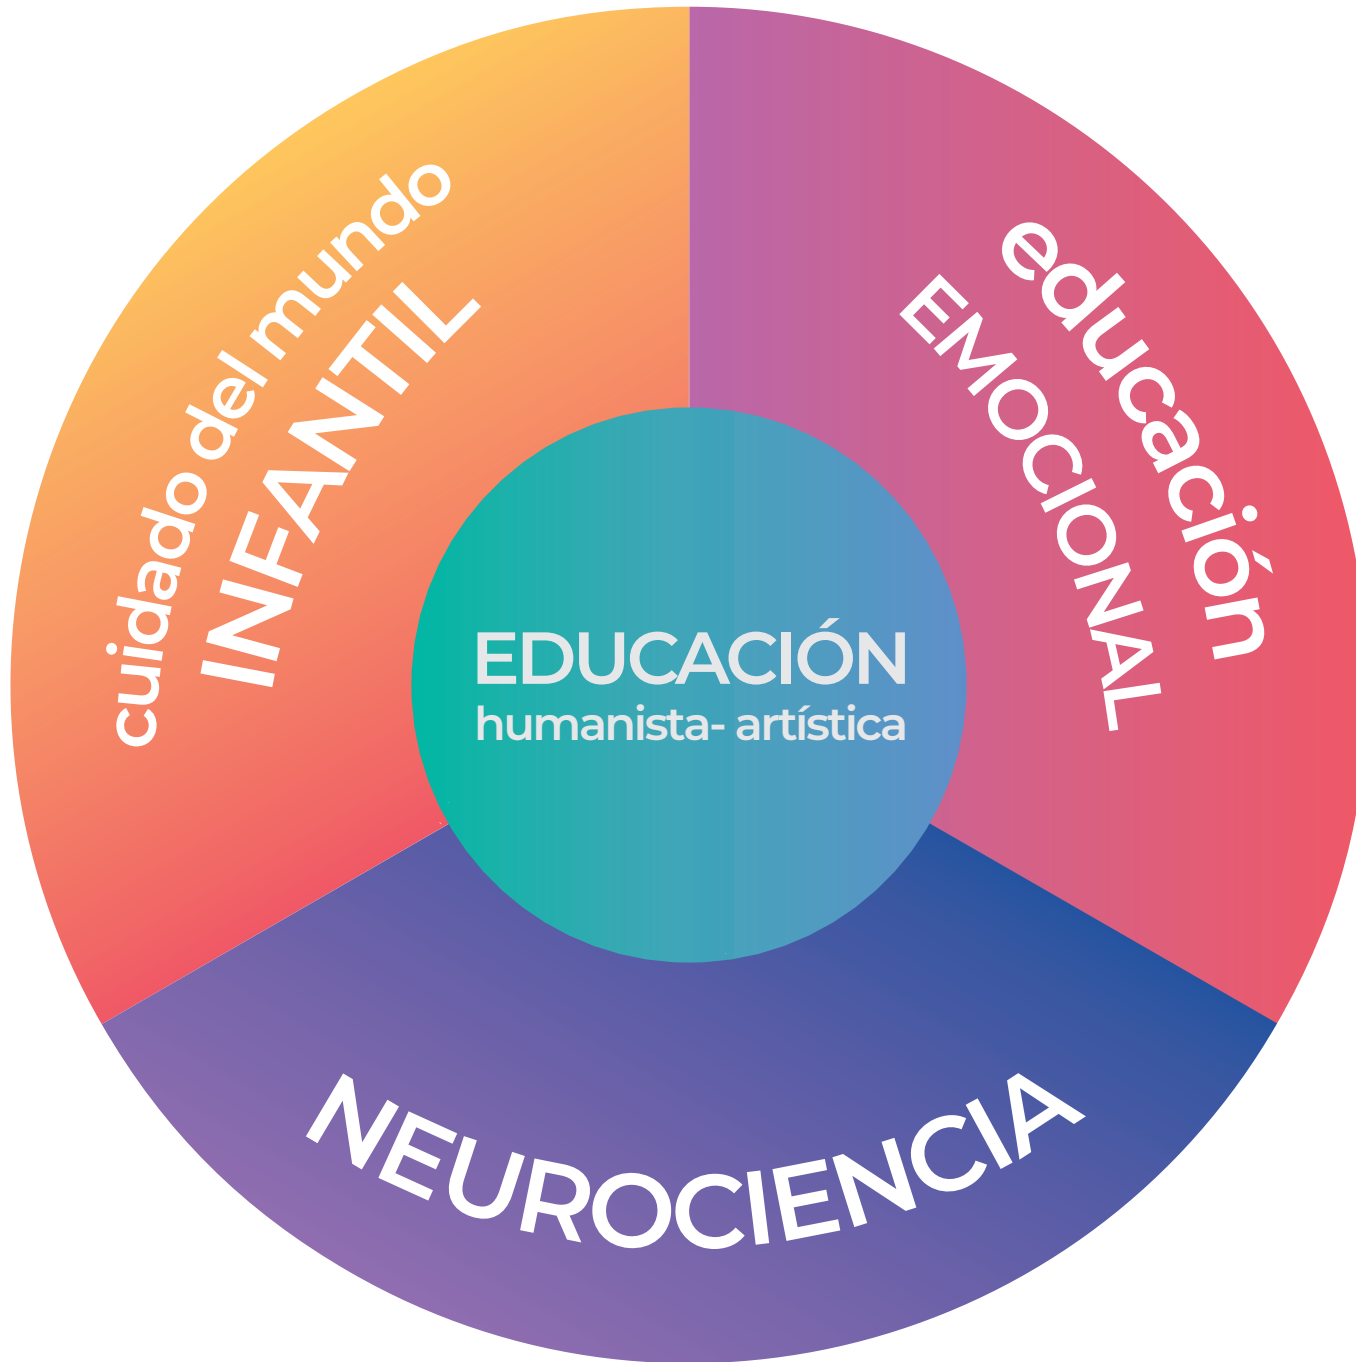 cuidado del mundo
INFANTIL
educación
EMOCIONAL
EDUCACIÓN
humanista- artística
NEUROCIENCIA